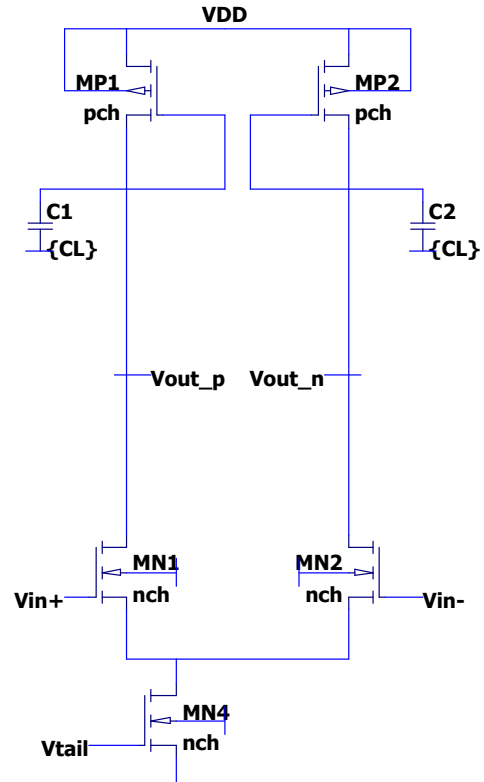 VDD
MP1
MP2
pch
pch
C1
C2
{CL}
{CL}
Vout_p
Vout_n
MN1
MN2
Vin+
nch
nch
Vin-
MN4
Vtail
nch